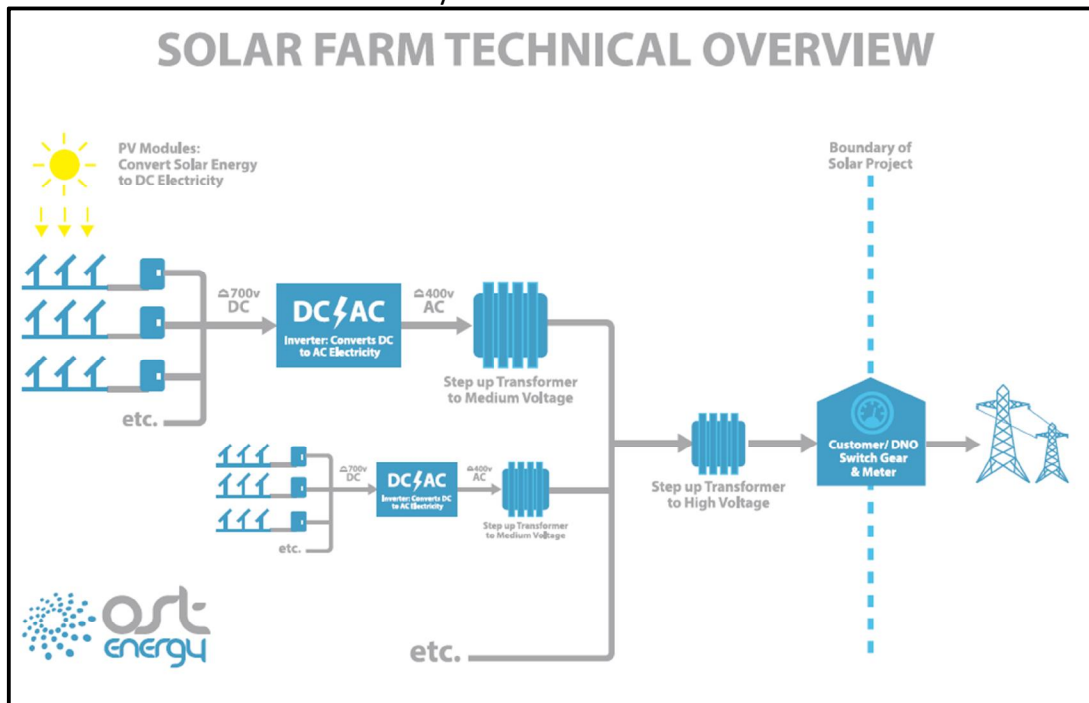 SOLAR FARM TECHNICAL OVERVIEW
PV Modules:
Convert Solar Energy
to DC Electricity
Boundary of
Solar Project
≏700v
DC
DC AC
Inverter: Converts DC
to AC Electricity
≏400v
AC
Step up Transformer
to Medium Voltage
etc.
≏700v
DC
DC AC
Inverter: Converts DC
to AC Electricity
≏400v
AC
Step up Transformer
to Medium Voltage
etc.
Step up Transformer
to High Voltage
Customer/ DNO
Switch Gear
& Meter
etc.
ost
energy